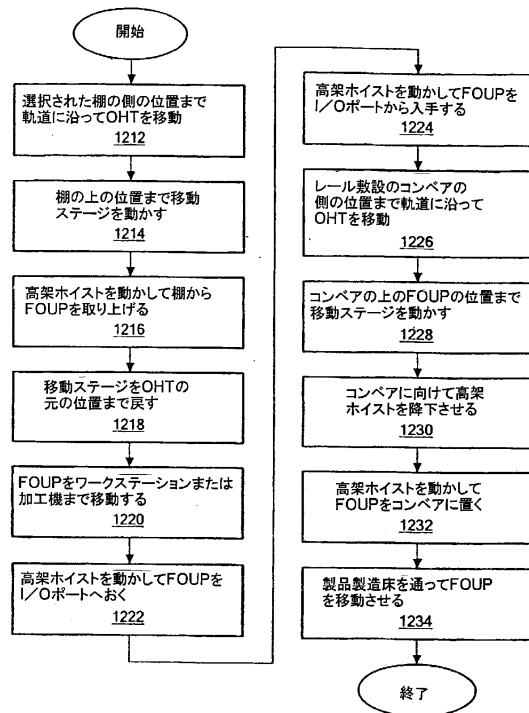 開始
選択された棚の側の位置まで
軌道に沿ってOHTを移動
1212
棚の上の位置まで移動
ステージを動かす
1214
高架ホイストを動かして棚から
FOUPを取り上げる
1216
移動ステージをOHTの
元の位置まで戻す
1218
FOUPをワークステーションまたは
加工機まで移動する
1220
高架ホイストを動かしてFOUPを
I/Oポートへおく
1222
高架ホイストを動かしてFOUPを
I/Oポートから入手する
1224
レール敷設のコンベアの
側の位置まで軌道に沿って
OHTを移動
1226
コンベアの上のFOUPの位置まで
移動ステージを動かす
1228
コンベアに向けて高架
ホイストを降下させる
1230
高架ホイストを動かして
FOUPをコンベアに置く
1232
製品製造床を通ってFOUP
を移動させる
1234
終了